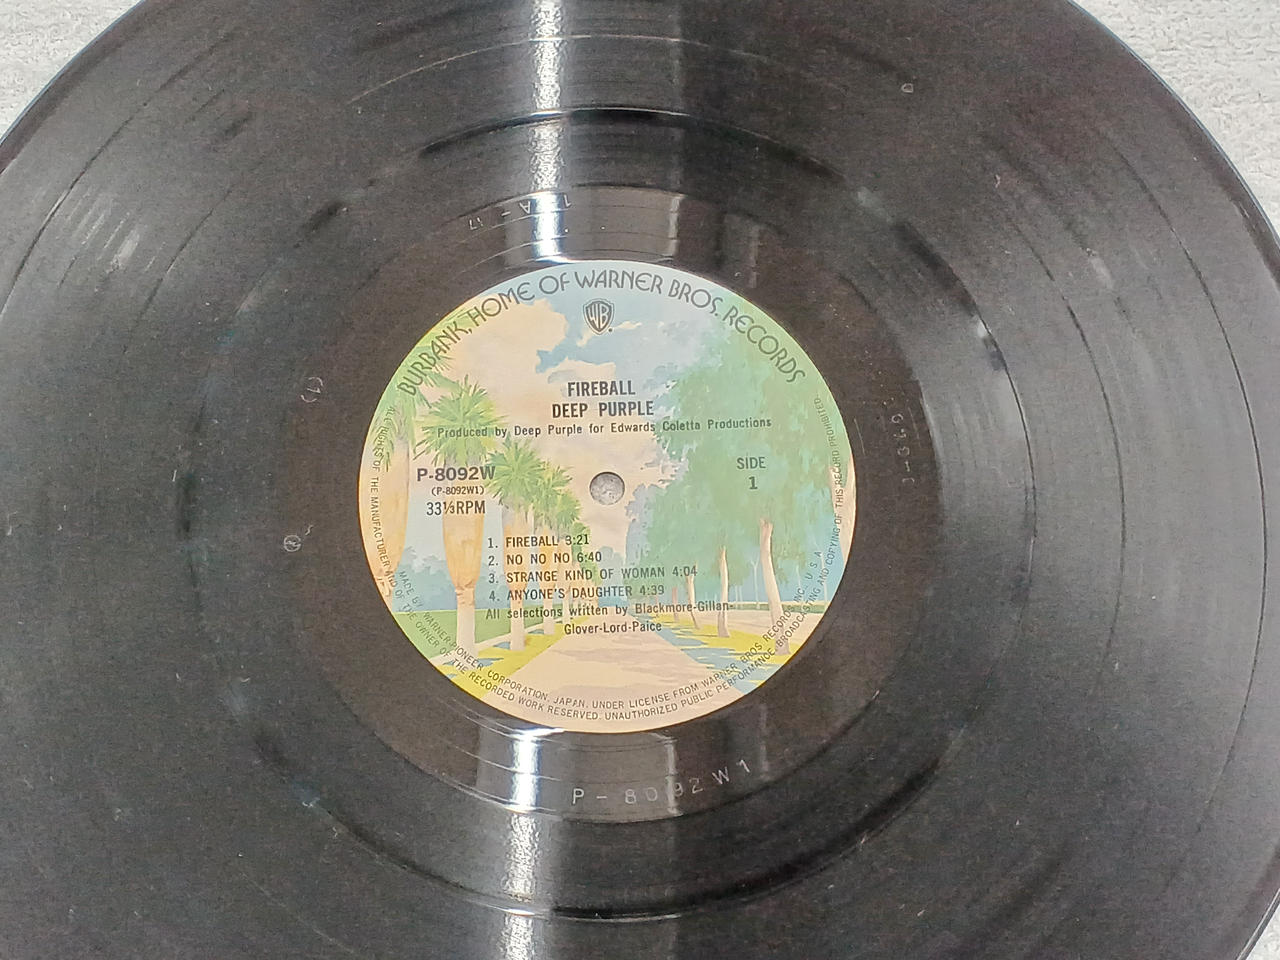 BURBANK, HOME OF WARNER BROS. RECORDS
WB
FIREBALL
DEEP PURPLE
Produced by Deep Purple for Edwards Coletta Productions
P-8092W
(P-8092W1)
33⅓RPM
SIDE
1
1. FIREBALL 3:21
2. NO NO NO 6:40
3. STRANGE KIND OF WOMAN 4:04
4. ANYONE'S DAUGHTER 4:39
All selections written by Blackmore-Gillan-
Glover-Lord-Paice
MADE BY WARNER-PIONEER CORPORATION, JAPAN, UNDER LICENSE FROM WARNER BROS RECORDS INC., U.S.A
ALL RIGHTS OF THE MANUFACTURER AND OF THE OWNER OF THE RECORDED WORK RESERVED. UNAUTHORIZED PUBLIC PERFORMANCE BROADCASTING AND COPYING OF THIS RECORD PROHIBITED.
P-8092W1